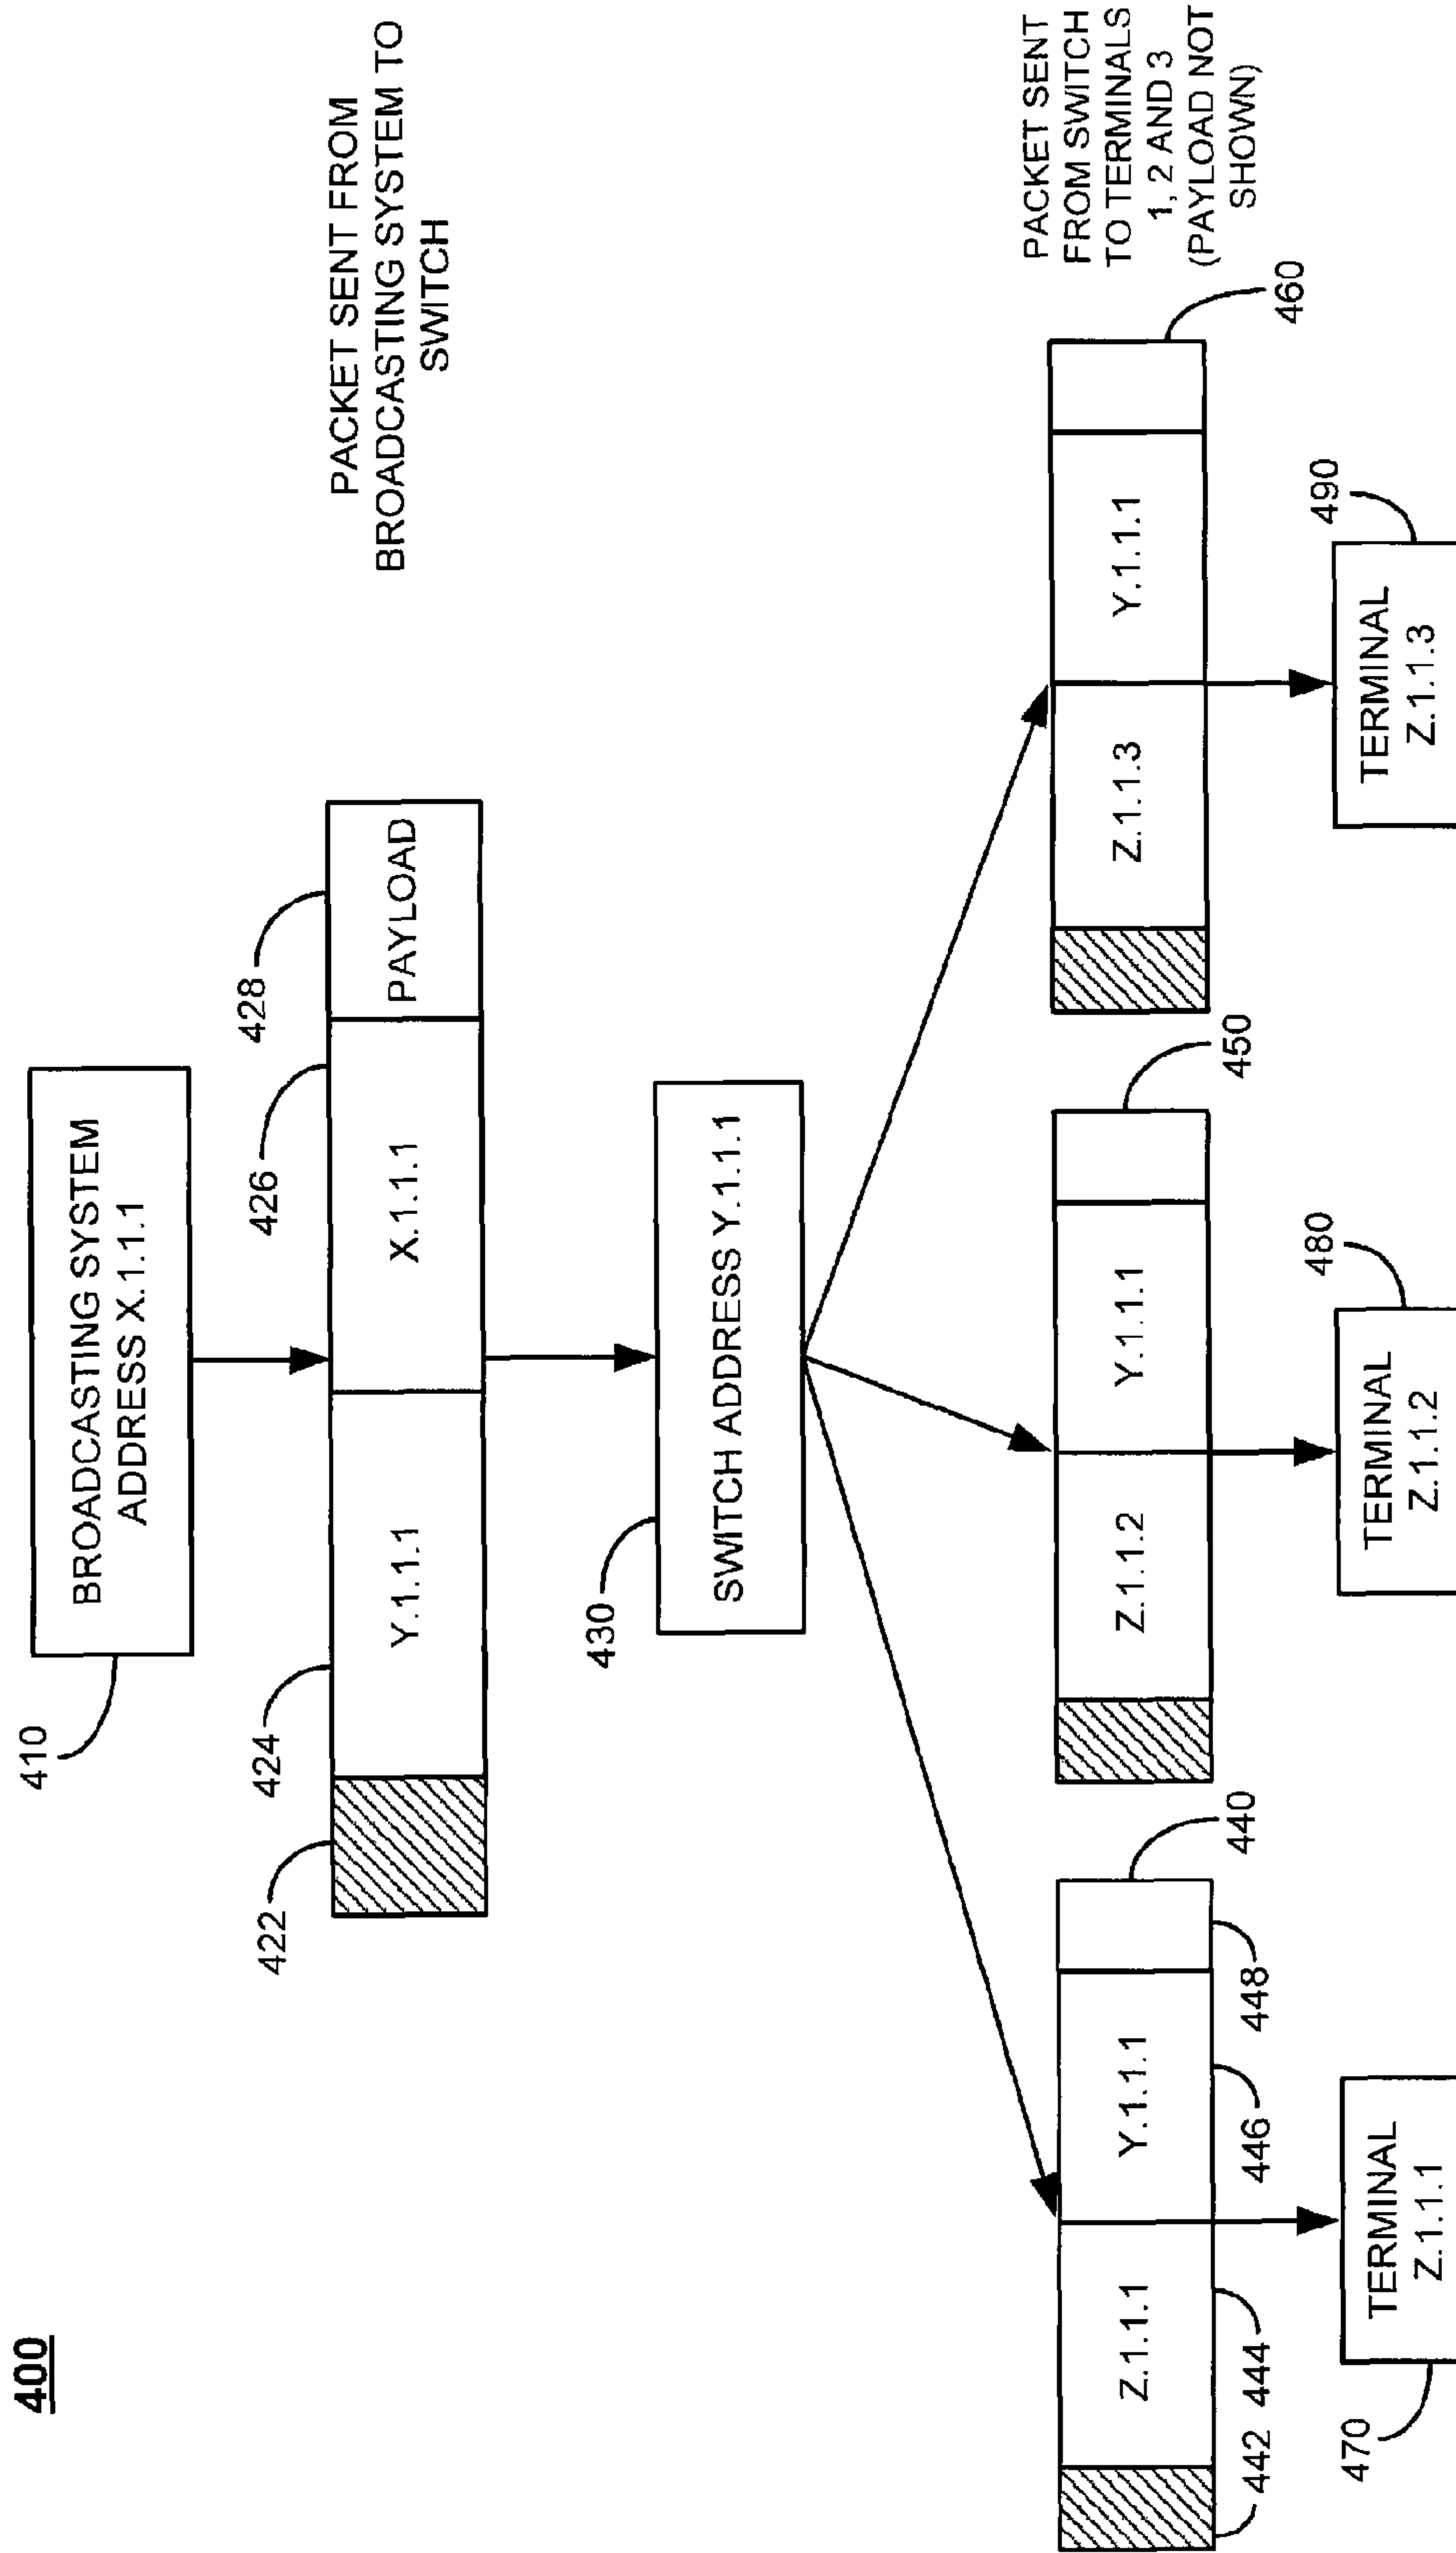 400
410
BROADCASTING SYSTEM
ADDRESS X.1.1.1
422
424
426
428
Y.1.1.1
X.1.1.1
PAYLOAD
PACKET SENT FROM
BROADCASTING SYSTEM TO
SWITCH
430
SWITCH ADDRESS Y.1.1.1
PACKET SENT
FROM SWITCH
TO TERMINALS
1, 2 AND 3
(PAYLOAD NOT
SHOWN)
Z.1.1.1
Y.1.1.1
440
442
444
446
448
Z.1.1.2
Y.1.1.1
450
Z.1.1.3
Y.1.1.1
460
470
TERMINAL
Z.1.1.1
480
TERMINAL
Z.1.1.2
490
TERMINAL
Z.1.1.3